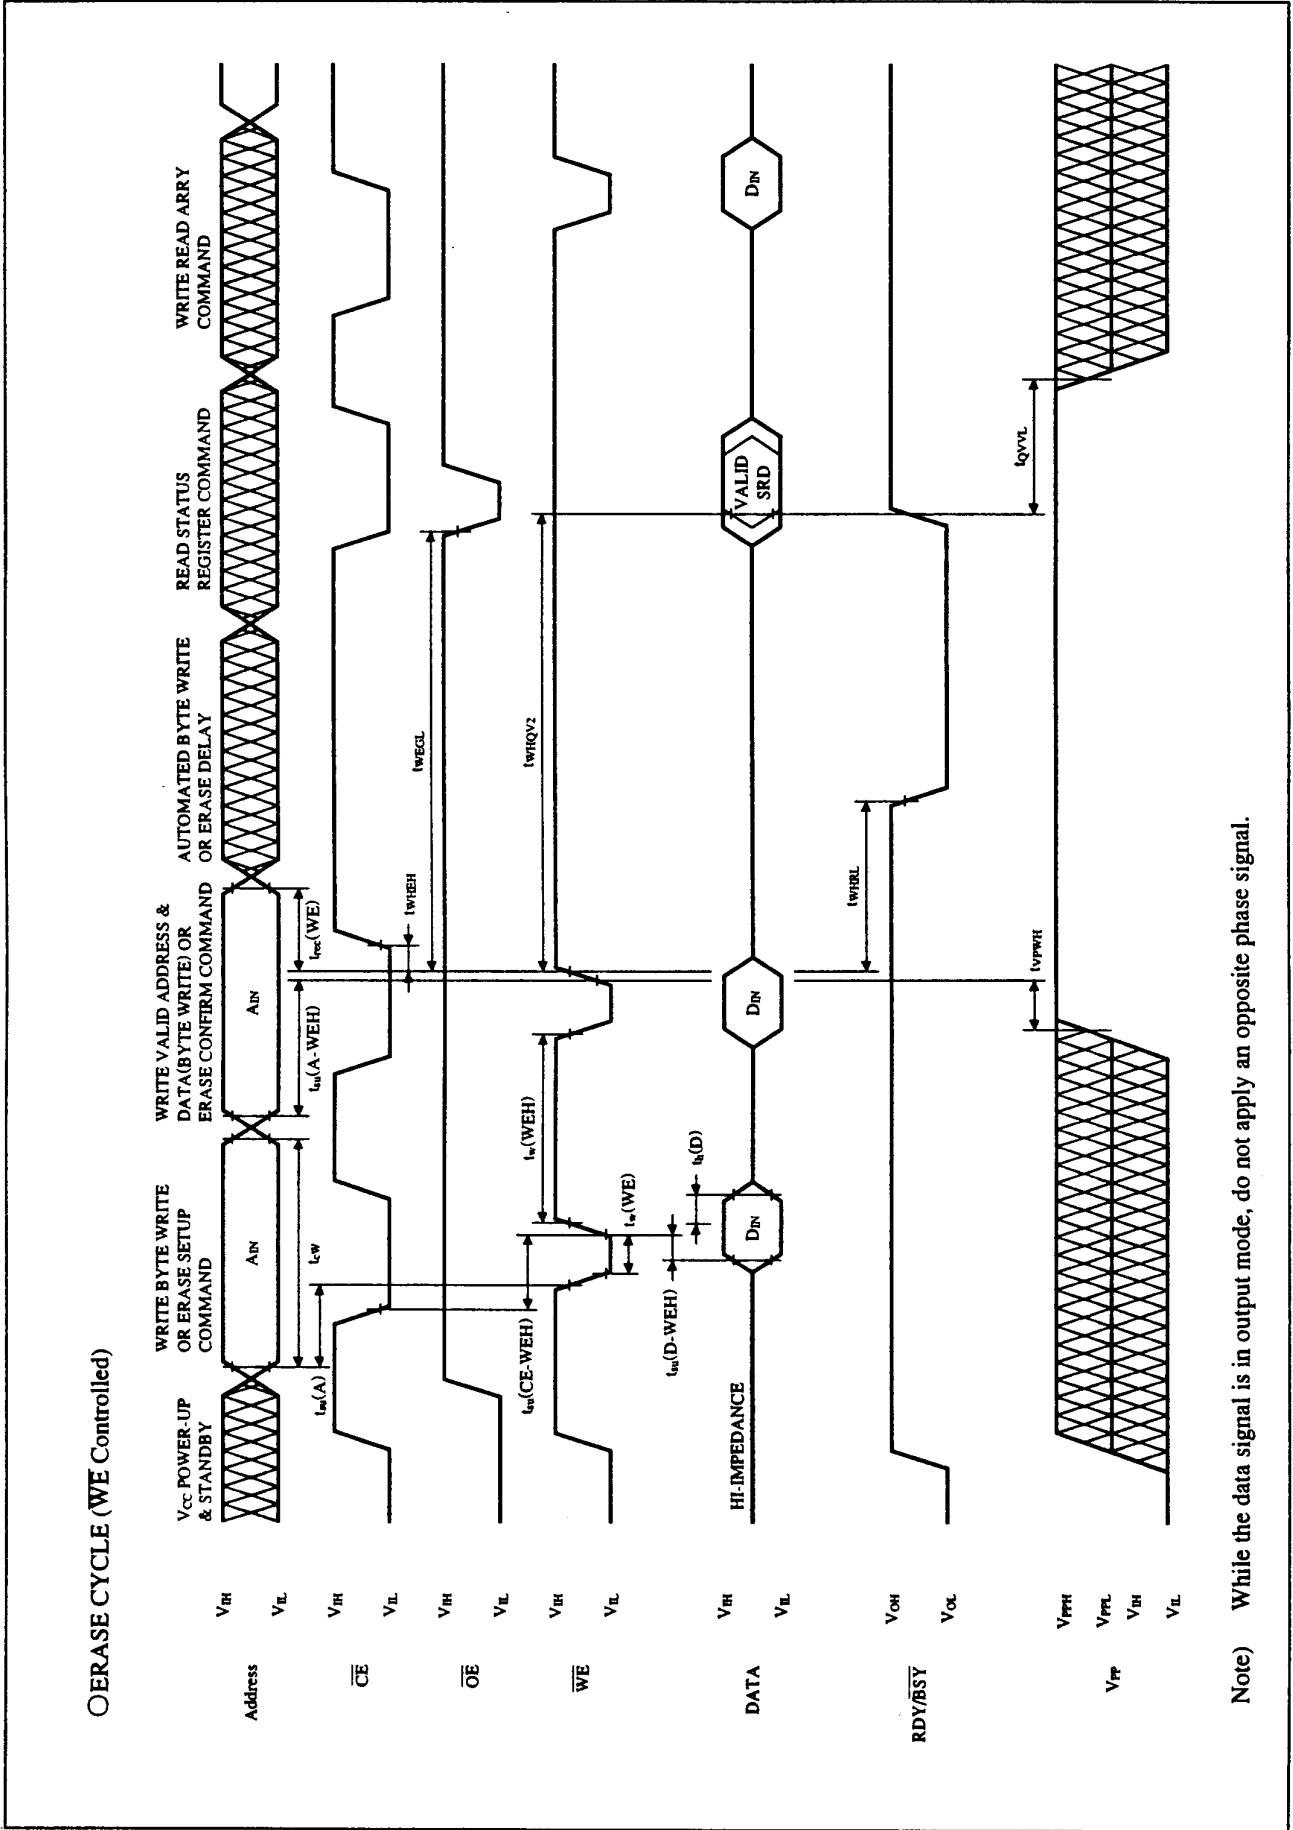 ○ERASE CYCLE (WE Controlled)
VCC POWER-UP
& STANDBY
WRITE BYTE WRITE
OR ERASE SETUP
COMMAND
WRITE VALID ADDRESS &
DATA(BYTE WRITE) OR
ERASE CONFIRM COMMAND
AUTOMATED BYTE WRITE
OR ERASE DELAY
READ STATUS
REGISTER COMMAND
WRITE READ ARRY
COMMAND
Address
VIH
VIL
AIN
AIN
tcw
tsu(A)
tsu(A-WEH)
trec(WE)
CE
VIH
VIL
tWHEH
OE
VIH
VIL
tWEGL
WE
VIH
VIL
tsu(CE-WEH)
tw(WEH)
tWHQV2
tw(WE)
tsu(D-WEH)
th(D)
DATA
VIH
VIL
HI-IMPEDANCE
DIN
DIN
VALID
SRD
DIN
RDY/BSY
VOH
VOL
tWHRL
tVPWH
tQVVL
VPP
VPPH
VPPL
VIH
VIL
Note) While the data signal is in output mode, do not apply an opposite phase signal.